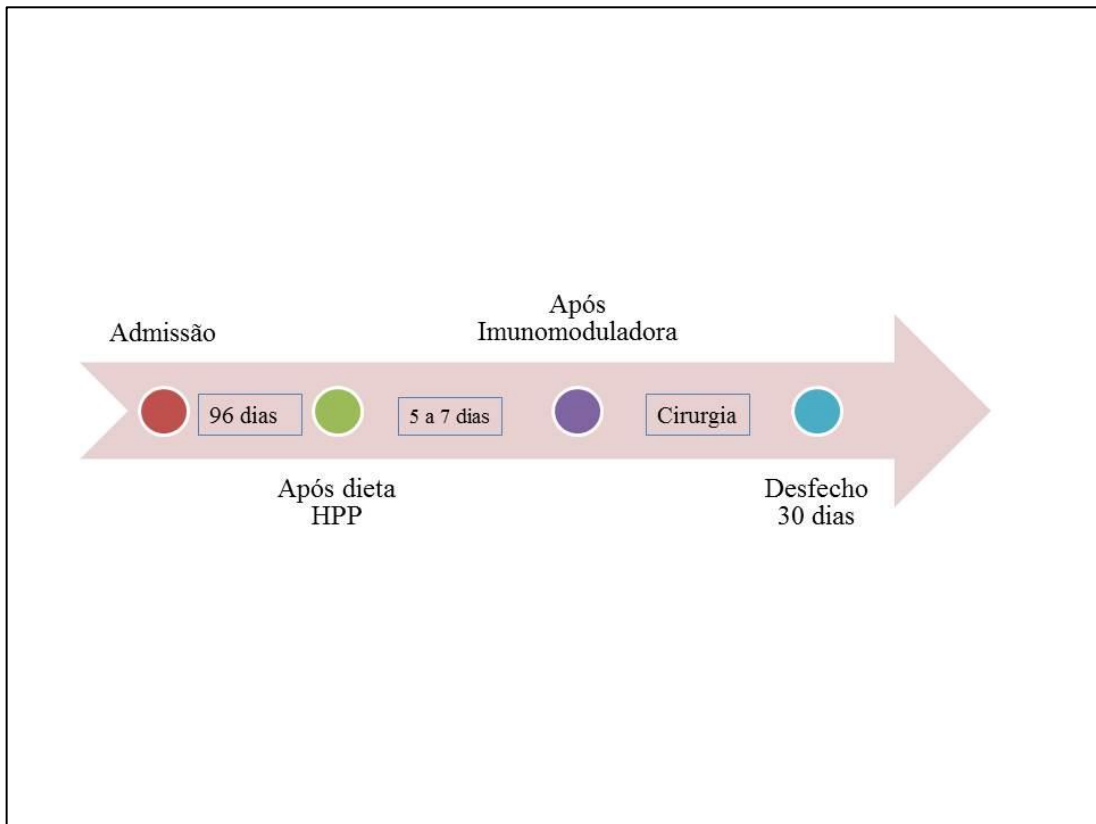 Admissão
96 dias
Após dieta
HPP
5 a 7 dias
Após
Imunomoduladora
Cirurgia
Desfecho
30 dias